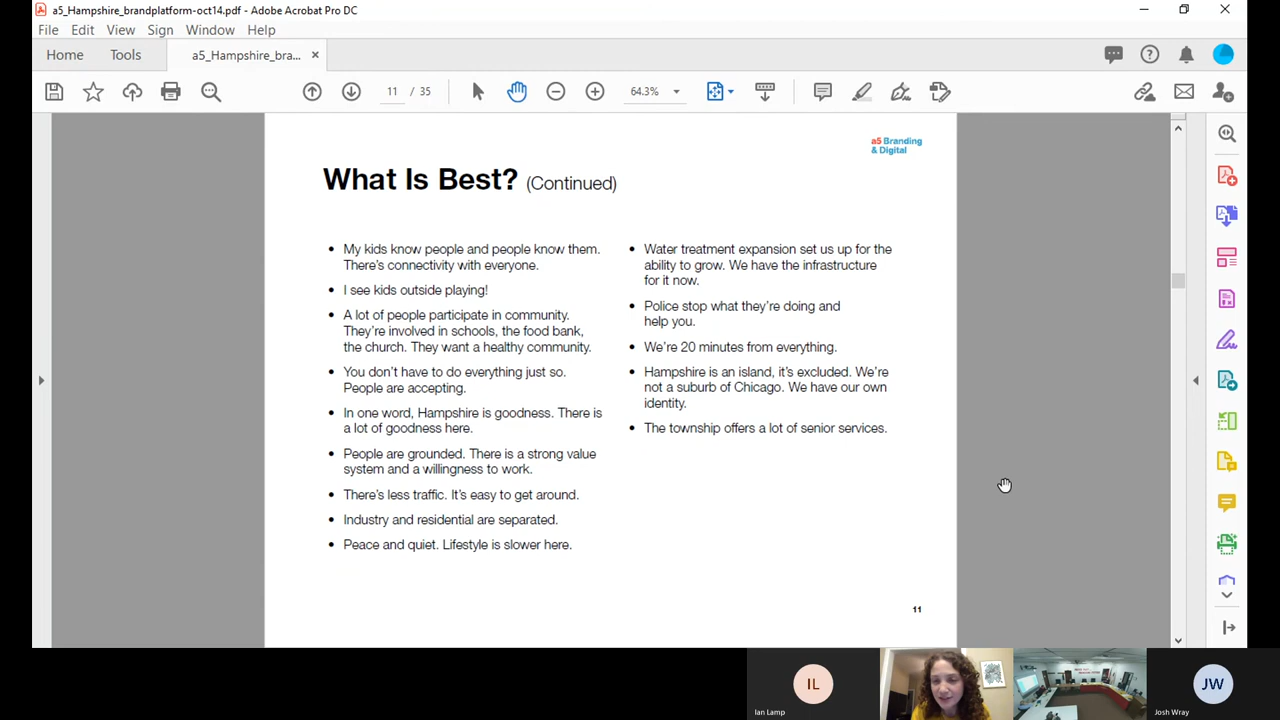 a5_Hampshire_brandplatform-oct14.pdf - Adobe Acrobat Pro DC
File Edit View Sign Window Help
Home Tools a5_Hampshire_bra... ×
11 / 35 64.3%
a5 Branding
& Digital
What Is Best? (Continued)
• My kids know people and people know them.
There's connectivity with everyone.
• I see kids outside playing!
• A lot of people participate in community.
They're involved in schools, the food bank,
the church. They want a healthy community.
• You don't have to do everything just so.
People are accepting.
• In one word, Hampshire is goodness. There is
a lot of goodness here.
• People are grounded. There is a strong value
system and a willingness to work.
• There's less traffic. It's easy to get around.
• Industry and residential are separated.
• Peace and quiet. Lifestyle is slower here.
• Water treatment expansion set us up for the
ability to grow. We have the infrastructure
for it now.
• Police stop what they're doing and
help you.
• We're 20 minutes from everything.
• Hampshire is an island, it's excluded. We're
not a suburb of Chicago. We have our own
identity.
• The township offers a lot of senior services.
11
IL
Ian Lamp
JW
Josh Wray